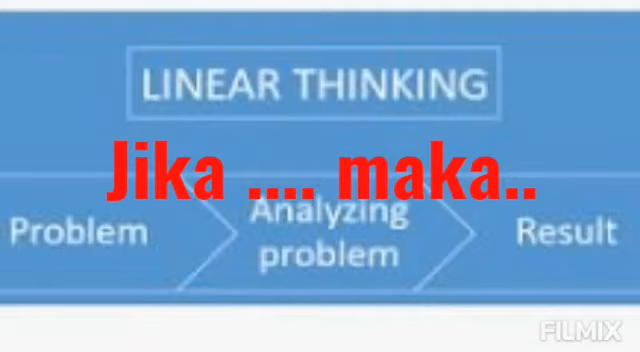 LINEAR THINKING
Jika .... maka..
Problem
Analyzing
problem
Result
FILMIX